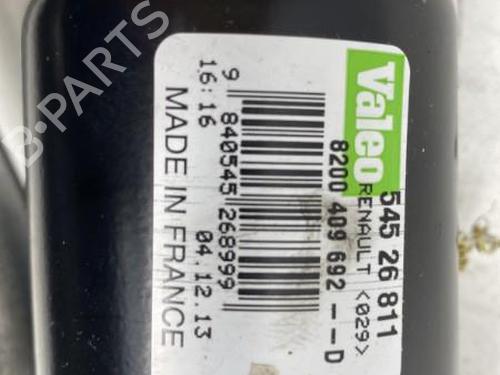 Valeo
545 26 811
RENAULT <029>
8200 409 692 -- D
9 840545 268999
16:16 04.12.13
MADE IN FRANCE
B-PARTS